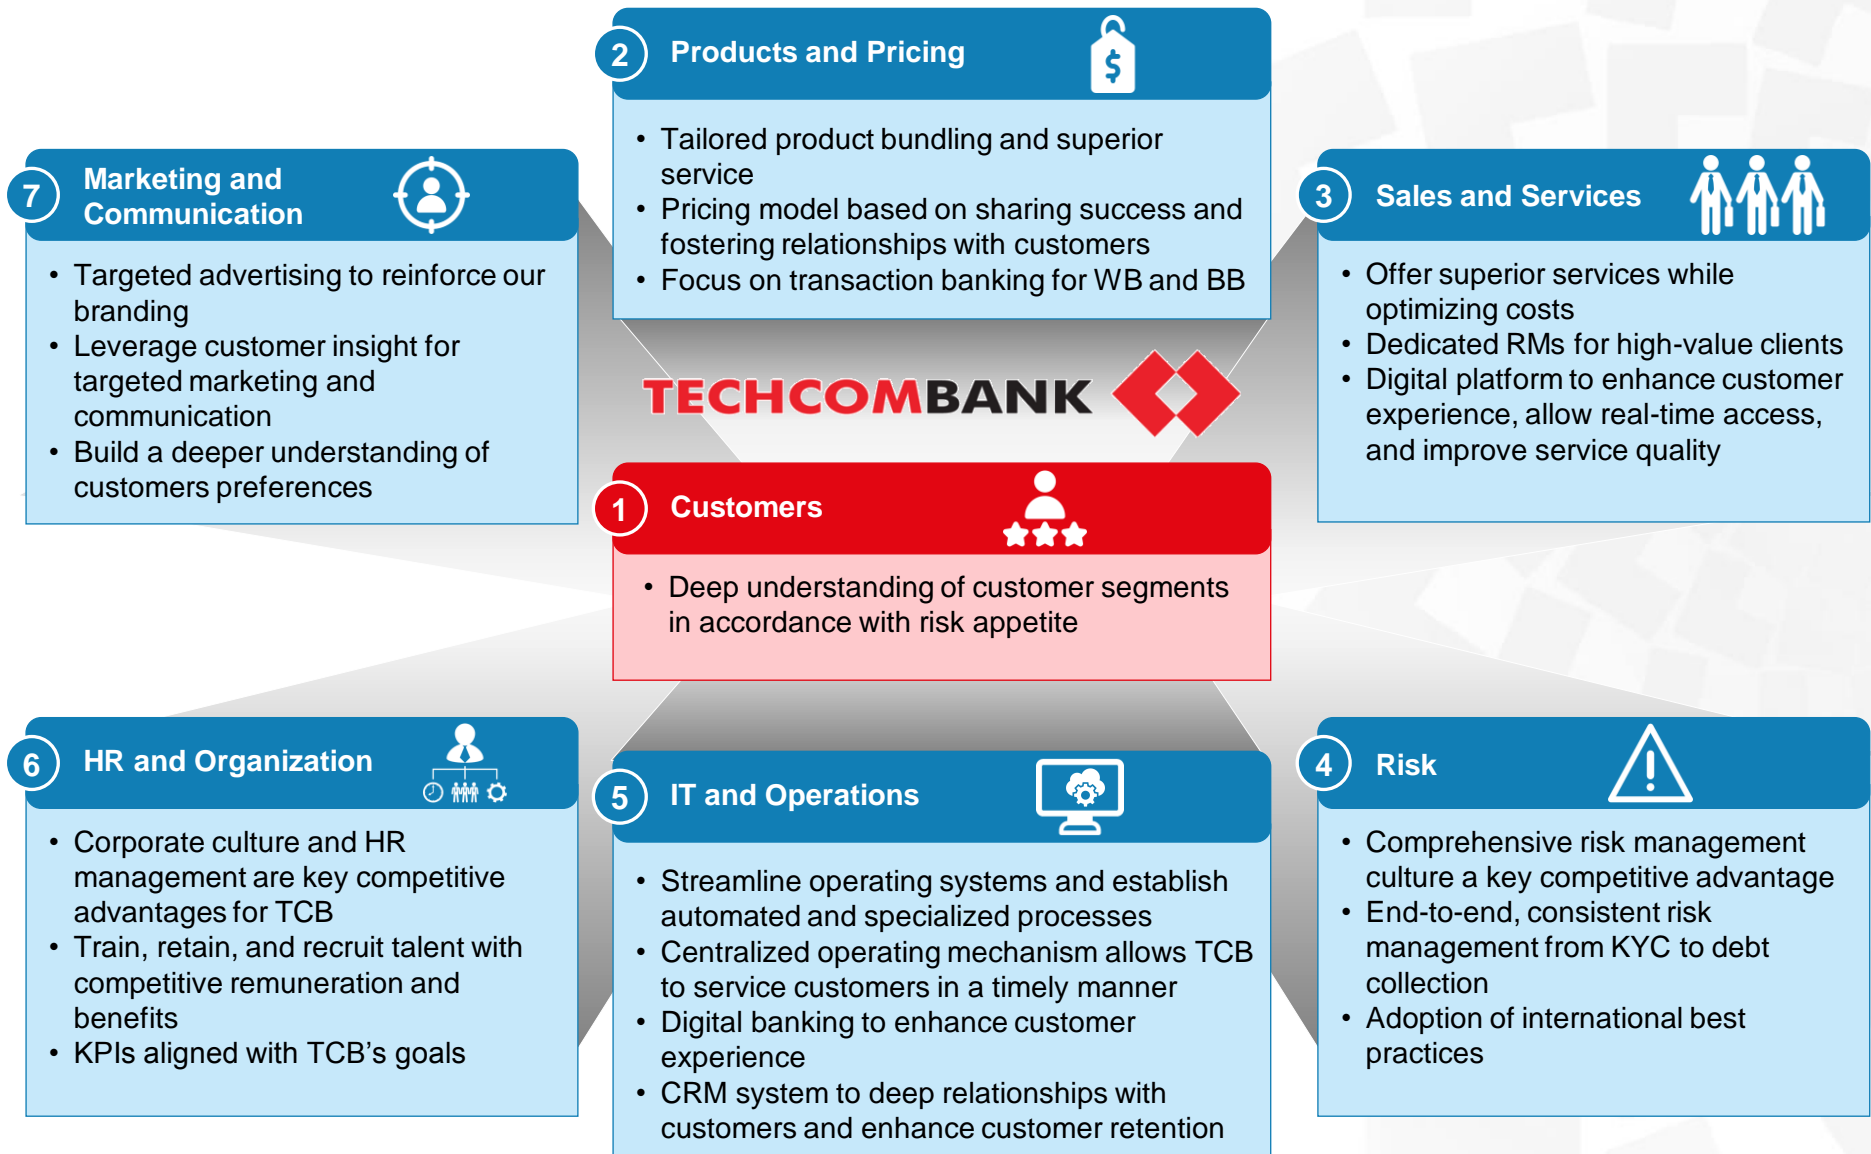 2
Products and Pricing
$
• Tailored product bundling and superior
service
• Pricing model based on sharing success and
fostering relationships with customers
• Focus on transaction banking for WB and BB
7
Marketing and
Communication
• Targeted advertising to reinforce our
branding
• Leverage customer insight for
targeted marketing and
communication
• Build a deeper understanding of
customers preferences
3
Sales and Services
• Offer superior services while
optimizing costs
• Dedicated RMs for high-value clients
• Digital platform to enhance customer
experience, allow real-time access,
and improve service quality
TECHCOMBANK
1
Customers
• Deep understanding of customer segments
in accordance with risk appetite
6
HR and Organization
• Corporate culture and HR
management are key competitive
advantages for TCB
• Train, retain, and recruit talent with
competitive remuneration and
benefits
• KPIs aligned with TCB’s goals
5
IT and Operations
• Streamline operating systems and establish
automated and specialized processes
• Centralized operating mechanism allows TCB
to service customers in a timely manner
• Digital banking to enhance customer
experience
• CRM system to deep relationships with
customers and enhance customer retention
4
Risk
• Comprehensive risk management
culture a key competitive advantage
• End-to-end, consistent risk
management from KYC to debt
collection
• Adoption of international best
practices